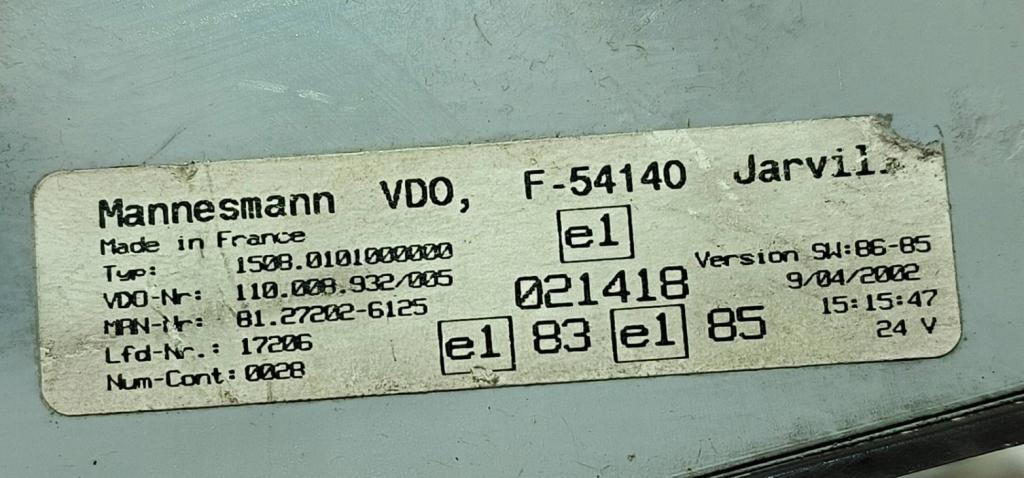 Mannesmann VDO, F-54140
Made in France
Typ: 1508.0101000000
VDO-Nr: 110.008.932/005
MAN-Nr: 81.27202-6125
Lfd-Nr.: 17206
Num-Cont: 0028
e1
021418
e1 83 e1 85
Version SW:86-85
9/04/2002
15:15:47
24 V